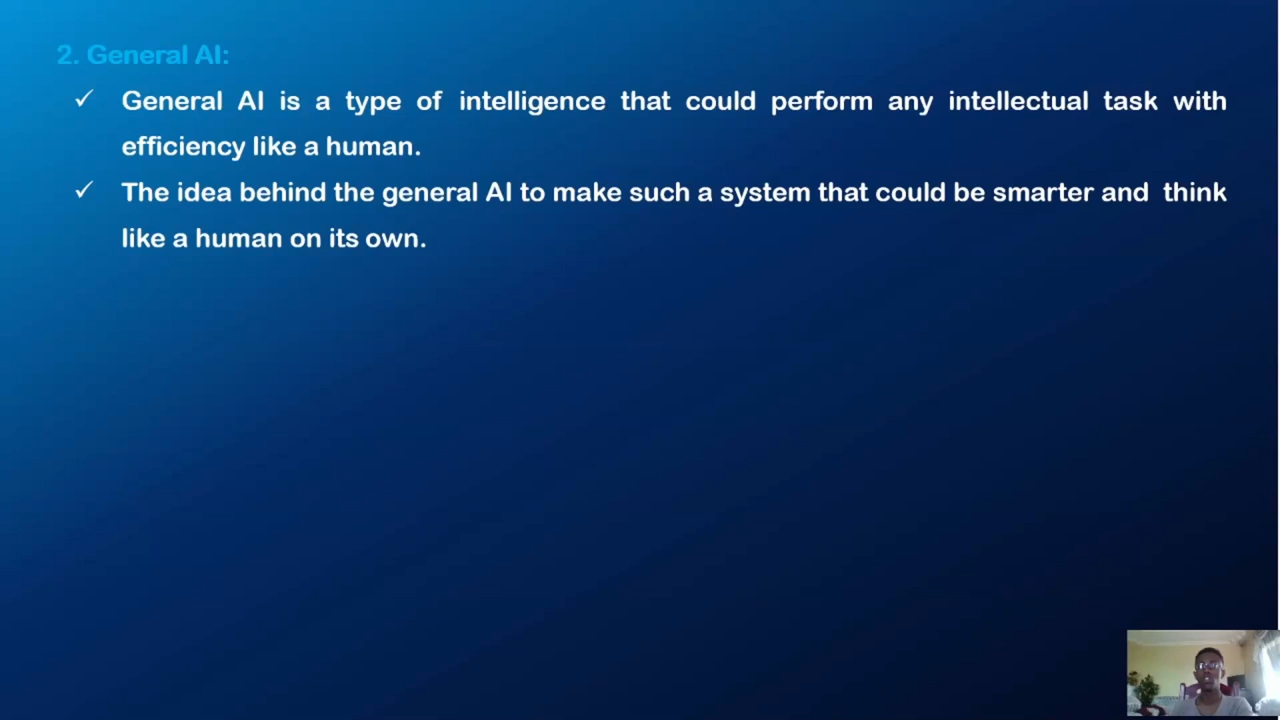 2. General AI:
✓ General AI is a type of intelligence that could perform any intellectual task with
efficiency like a human.
✓ The idea behind the general AI to make such a system that could be smarter and think
like a human on its own.